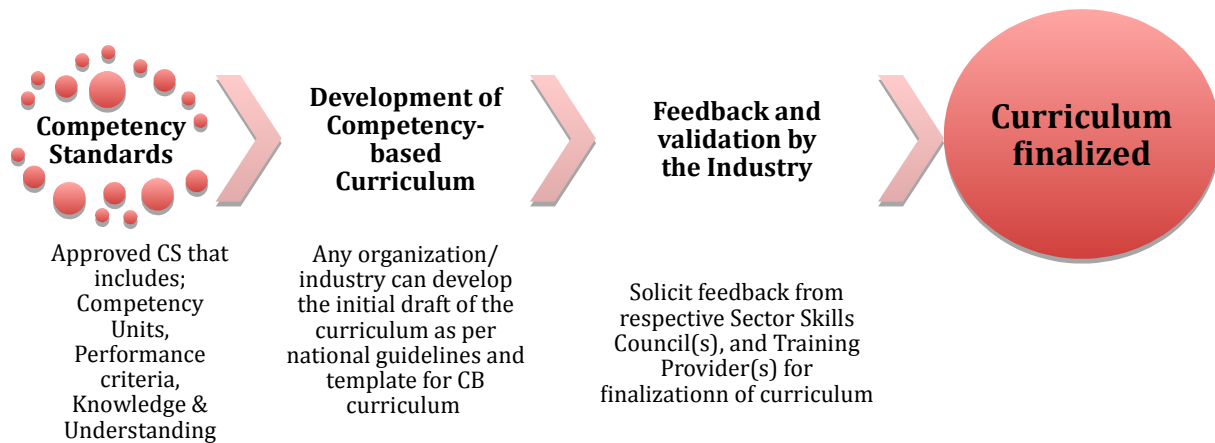 Competency
Standards
Approved CS that
includes;
Competency
Units,
Performance
criteria,
Knowledge &
Understanding
Development of
Competency-
based
Curriculum
Any organization/
industry can develop
the initial draft of the
curriculum as per
national guidelines and
template for CB
curriculum
Feedback and
validation by
the Industry
Solicit feedback from
respective Sector Skills
Council(s), and Training
Provider(s) for
finalizationn of curriculum
Curriculum
finalized